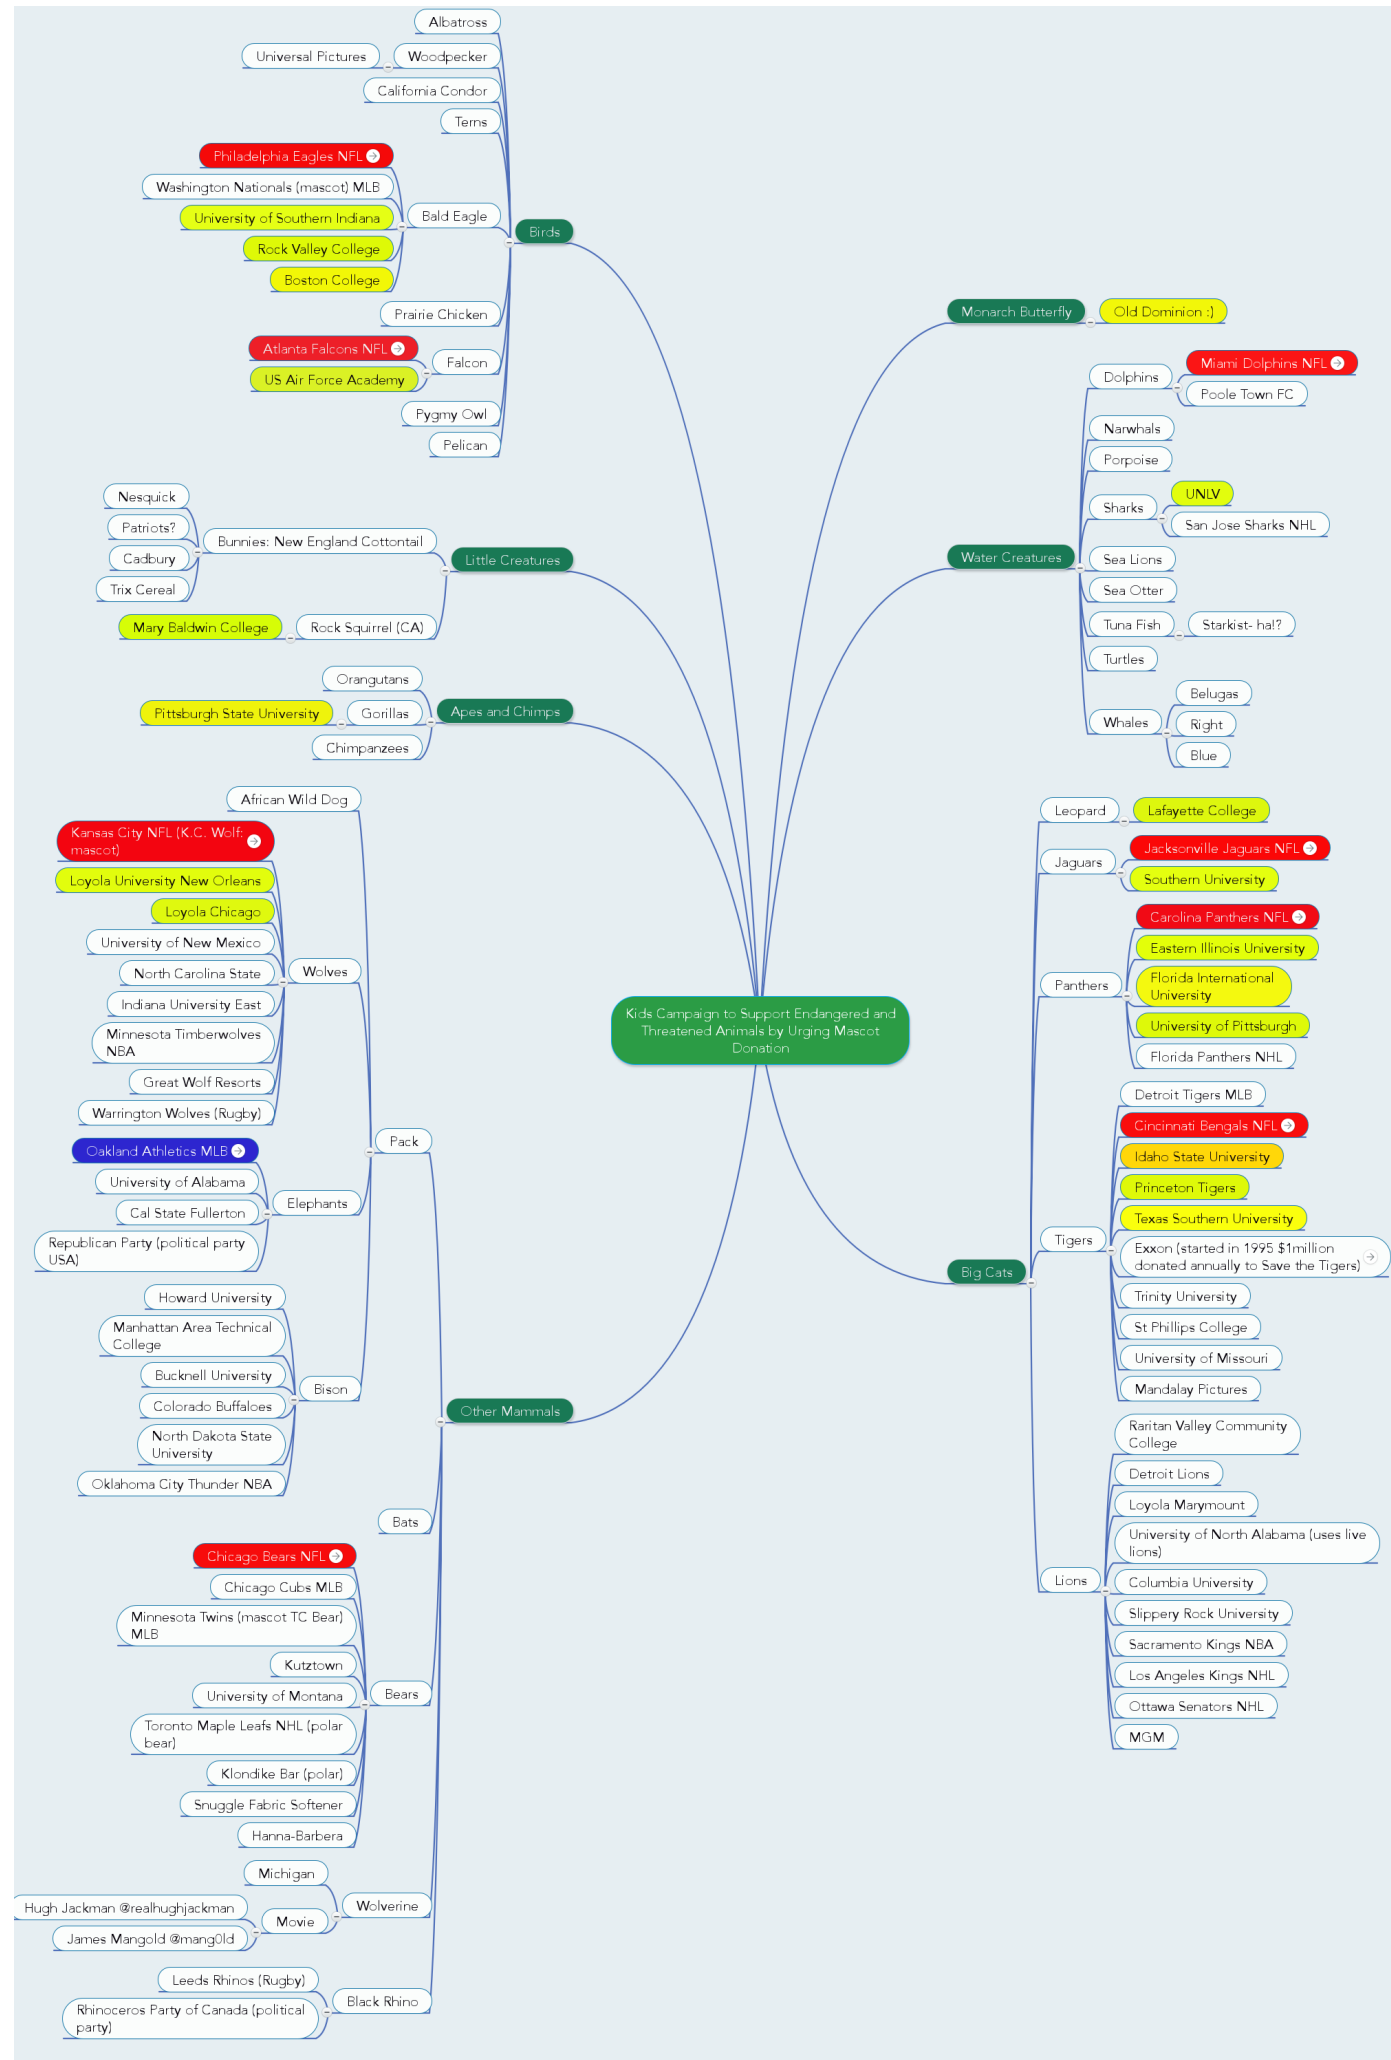 Albatross
Universal Pictures
Woodpecker
California Condor
Terns
Philadelphia Eagles NFL
Washington Nationals (mascot) MLB
University of Southern Indiana
Rock Valley College
Boston College
Bald Eagle
Birds
Prairie Chicken
Atlanta Falcons NFL
US Air Force Academy
Falcon
Pygmy Owl
Pelican
Nesquick
Patriots?
Cadbury
Trix Cereal
Bunnies: New England Cottontail
Little Creatures
Mary Baldwin College
Rock Squirrel (CA)
Orangutans
Pittsburgh State University
Gorillas
Apes and Chimps
Chimpanzees
African Wild Dog
Kansas City NFL (K.C. Wolf:
mascot)
Loyola University New Orleans
Loyola Chicago
University of New Mexico
North Carolina State
Indiana University East
Minnesota Timberwolves
NBA
Great Wolf Resorts
Warrington Wolves (Rugby)
Wolves
Pack
Oakland Athletics MLB
University of Alabama
Cal State Fullerton
Republican Party (political party
USA)
Elephants
Howard University
Manhattan Area Technical
College
Bucknell University
Colorado Buffaloes
North Dakota State
University
Oklahoma City Thunder NBA
Bison
Other Mammals
Bats
Chicago Bears NFL
Chicago Cubs MLB
Minnesota Twins (mascot TC Bear)
MLB
Kutztown
University of Montana
Toronto Maple Leafs NHL (polar
bear)
Klondike Bar (polar)
Snuggle Fabric Softener
Hanna-Barbera
Bears
Michigan
Hugh Jackman @realhughjackman
James Mangold @mang0ld
Movie
Wolverine
Leeds Rhinos (Rugby)
Rhinoceros Party of Canada (political
party)
Black Rhino
Kids Campaign to Support Endangered and
Threatened Animals by Urging Mascot
Donation
Monarch Butterfly
Old Dominion :)
Water Creatures
Dolphins
Miami Dolphins NFL
Poole Town FC
Narwhals
Porpoise
Sharks
UNLV
San Jose Sharks NHL
Sea Lions
Sea Otter
Tuna Fish
Starkist- ha!?
Turtles
Whales
Belugas
Right
Blue
Big Cats
Leopard
Lafayette College
Jaguars
Jacksonville Jaguars NFL
Southern University
Panthers
Carolina Panthers NFL
Eastern Illinois University
Florida International
University
University of Pittsburgh
Florida Panthers NHL
Tigers
Detroit Tigers MLB
Cincinnati Bengals NFL
Idaho State University
Princeton Tigers
Texas Southern University
Exxon (started in 1995 $1million
donated annually to Save the Tigers)
Trinity University
St Phillips College
University of Missouri
Mandalay Pictures
Lions
Raritan Valley Community
College
Detroit Lions
Loyola Marymount
University of North Alabama (uses live
lions)
Columbia University
Slippery Rock University
Sacramento Kings NBA
Los Angeles Kings NHL
Ottawa Senators NHL
MGM